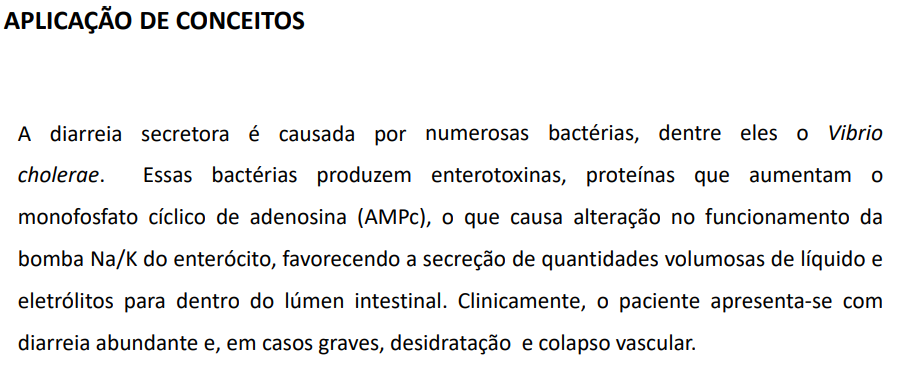 APLICAÇÃO DE CONCEITOS
A diarreia secretora é causada por numerosas bactérias, dentre eles o Vibrio
cholerae. Essas bactérias produzem enterotoxinas, proteínas que aumentam o
monofosfato cíclico de adenosina (AMPc), o que causa alteração no funcionamento da
bomba Na/K do enterócito, favorecendo a secreção de quantidades volumosas de líquido e
eletrólitos para dentro do lúmen intestinal. Clinicamente, o paciente apresenta-se com
diarreia abundante e, em casos graves, desidratação e colapso vascular.